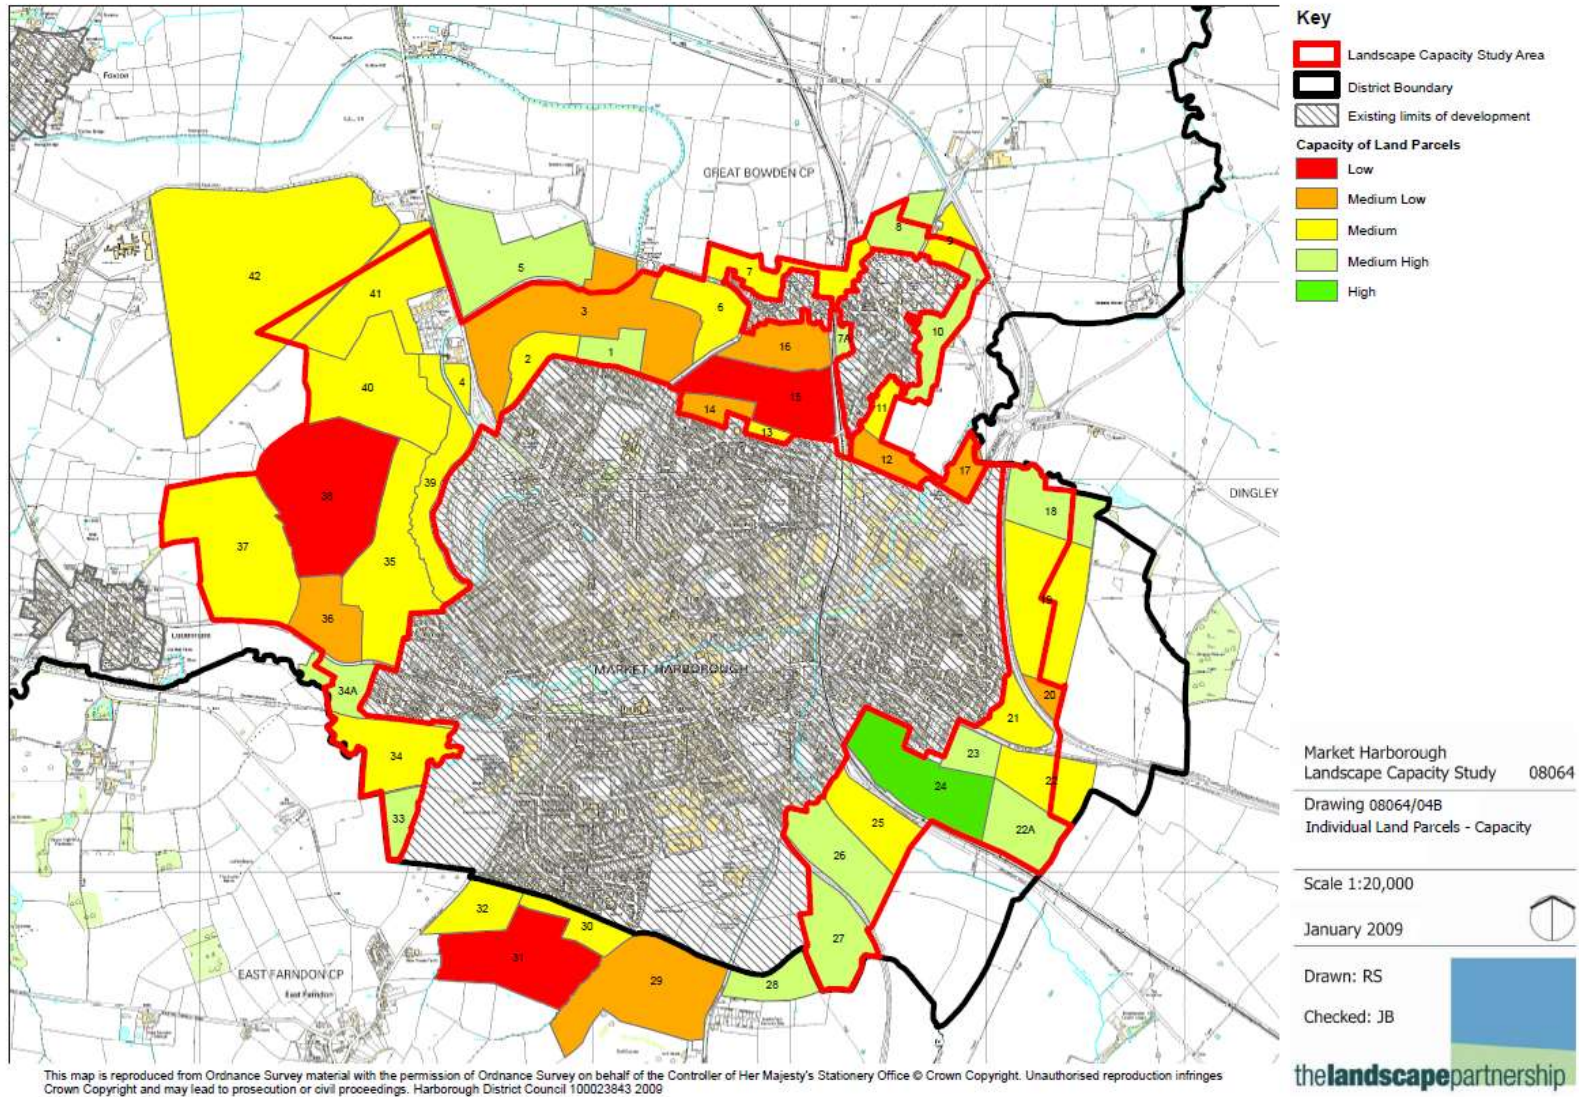 Key
Landscape Capacity Study Area
District Boundary
Existing limits of development
Capacity of Land Parcels
Low
Medium Low
Medium
Medium High
High
Foxton
GREAT BOWDEN CP
42
41
5
3
8
9
7
6
10
7A
16
2
1
4
40
15
14
13
11
12
17
38
39
37
35
36
18
DINGLEY
19
Lubenham
MARKET HARBOROUGH
34A
20
21
34
23
22
24
33
25
22A
26
32
30
27
31
29
28
EAST FARNDON CP
East Farndon
Market Harborough
Landscape Capacity Study 08064
Drawing 08064/04B
Individual Land Parcels - Capacity
Scale 1:20,000
January 2009
Drawn: RS
Checked: JB
thelandscapepartnership
This map is reproduced from Ordnance Survey material with the permission of Ordnance Survey on behalf of the Controller of Her Majesty's Stationery Office © Crown Copyright. Unauthorised reproduction infringes
Crown Copyright and may lead to prosecution or civil proceedings. Harborough District Council 100023843 2009